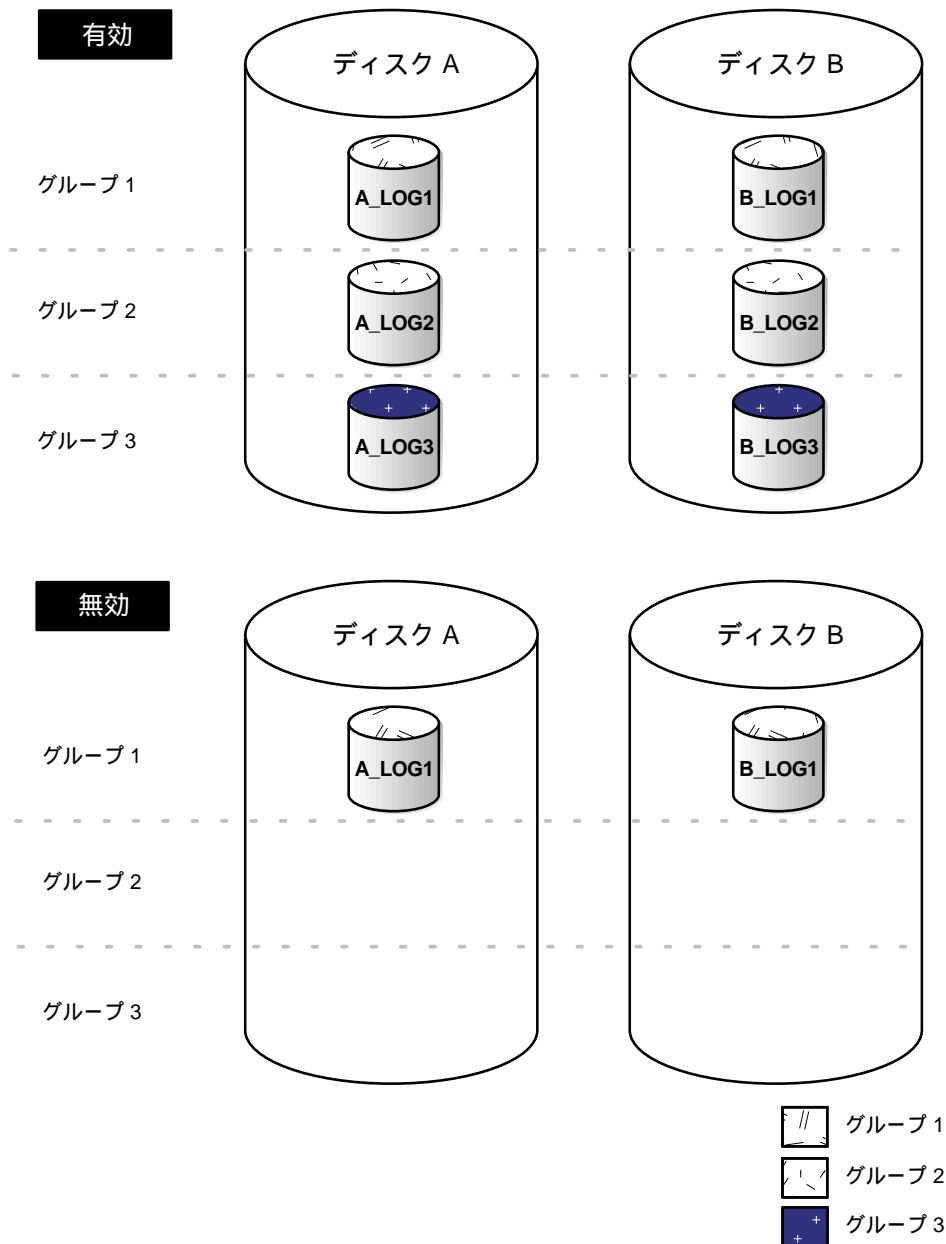 有効
ディスク A
ディスク B
グループ 1
A_LOG1
B_LOG1
グループ 2
A_LOG2
B_LOG2
グループ 3
A_LOG3
B_LOG3
無効
ディスク A
ディスク B
グループ 1
A_LOG1
B_LOG1
グループ 2
グループ 3
グループ 1
グループ 2
グループ 3